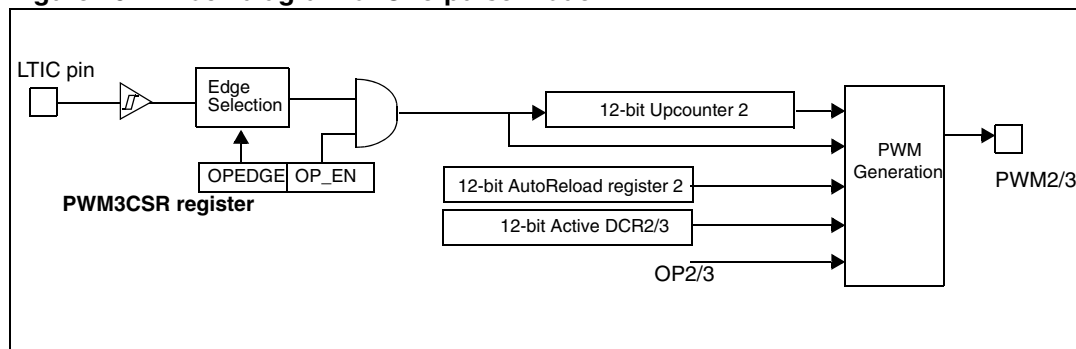 LTIC pin
Edge
Selection
12-bit Upcounter 2
PWM
Generation
OPEDGE OP_EN
12-bit AutoReload register 2
PWM2/3
PWM3CSR register
12-bit Active DCR2/3
OP2/3